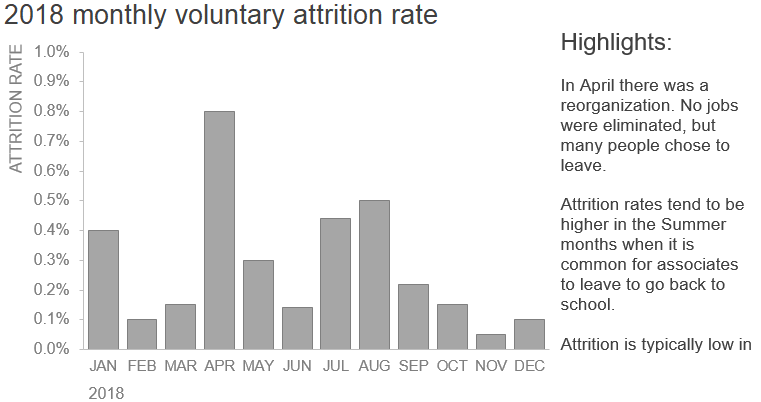 2018 monthly voluntary attrition rate
Highlights:
ATTRITION RATE
1.0%
0.9%
0.8%
0.7%
0.6%
0.5%
0.4%
0.3%
0.2%
0.1%
0.0%
JAN FEB MAR APR MAY JUN JUL AUG SEP OCT NOV DEC
2018
In April there was a
reorganization. No jobs
were eliminated, but
many people chose to
leave.
Attrition rates tend to be
higher in the Summer
months when it is
common for associates
to leave to go back to
school.
Attrition is typically low in